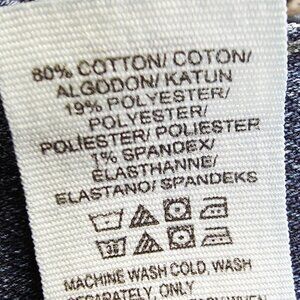 80% COTTON/ COTON/
ALGODON/ KATUN
19% POLYESTER/
POLYESTER/
POLIESTER/ POLIESTER
1% SPANDEX/
ELASTHANNE/
ELASTANO/ SPANDEKS
MACHINE WASH COLD, WASH
SEPARATELY, ONLY